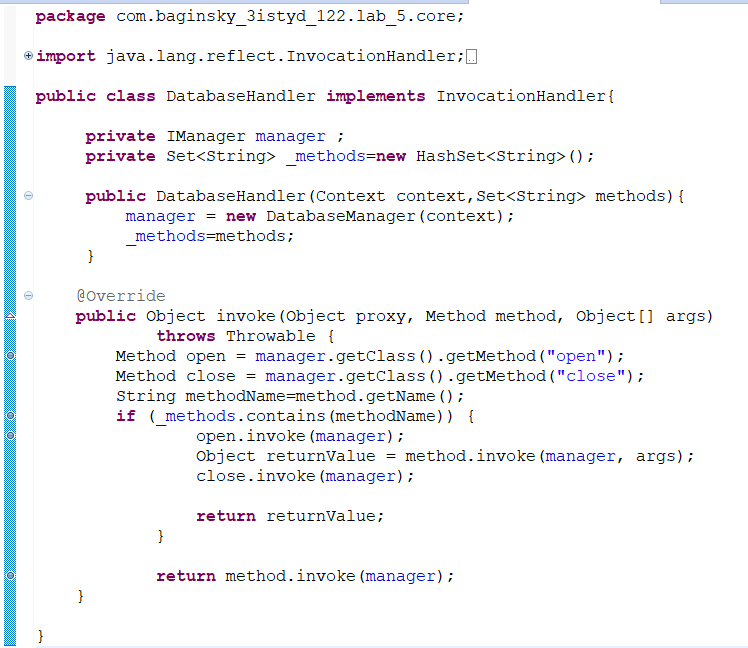 package com.baginsky_3istyd_122.lab_5.core;
import java.lang.reflect.InvocationHandler;
public class DatabaseHandler implements InvocationHandler{
private IManager manager ;
private Set<String> _methods=new HashSet<String>();
public DatabaseHandler(Context context,Set<String> methods){
manager = new DatabaseManager(context);
_methods=methods;
}
@Override
public Object invoke(Object proxy, Method method, Object[] args)
throws Throwable {
Method open = manager.getClass().getMethod("open");
Method close = manager.getClass().getMethod("close");
String methodName=method.getName();
if (_methods.contains(methodName)) {
open.invoke(manager);
Object returnValue = method.invoke(manager, args);
close.invoke(manager);
return returnValue;
}
return method.invoke(manager);
}
}